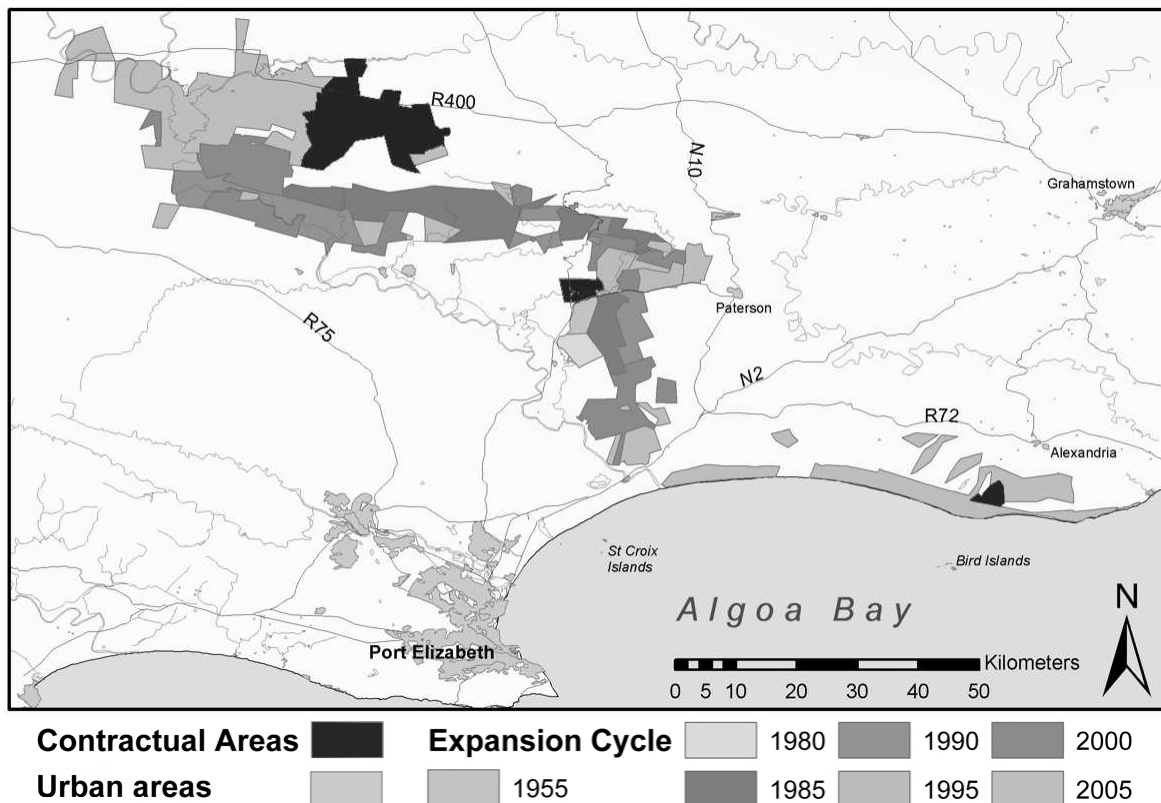 R400
N10
Grahamstown
Paterson
R75
N2
R72
Alexandria
St Croix
Islands
Bird Islands
Algoa Bay
N
Port Elizabeth
Kilometers
0 5 10 20 30 40 50
Contractual Areas Expansion Cycle 1980 1990 2000
Urban areas 1955 1985 1995 2005